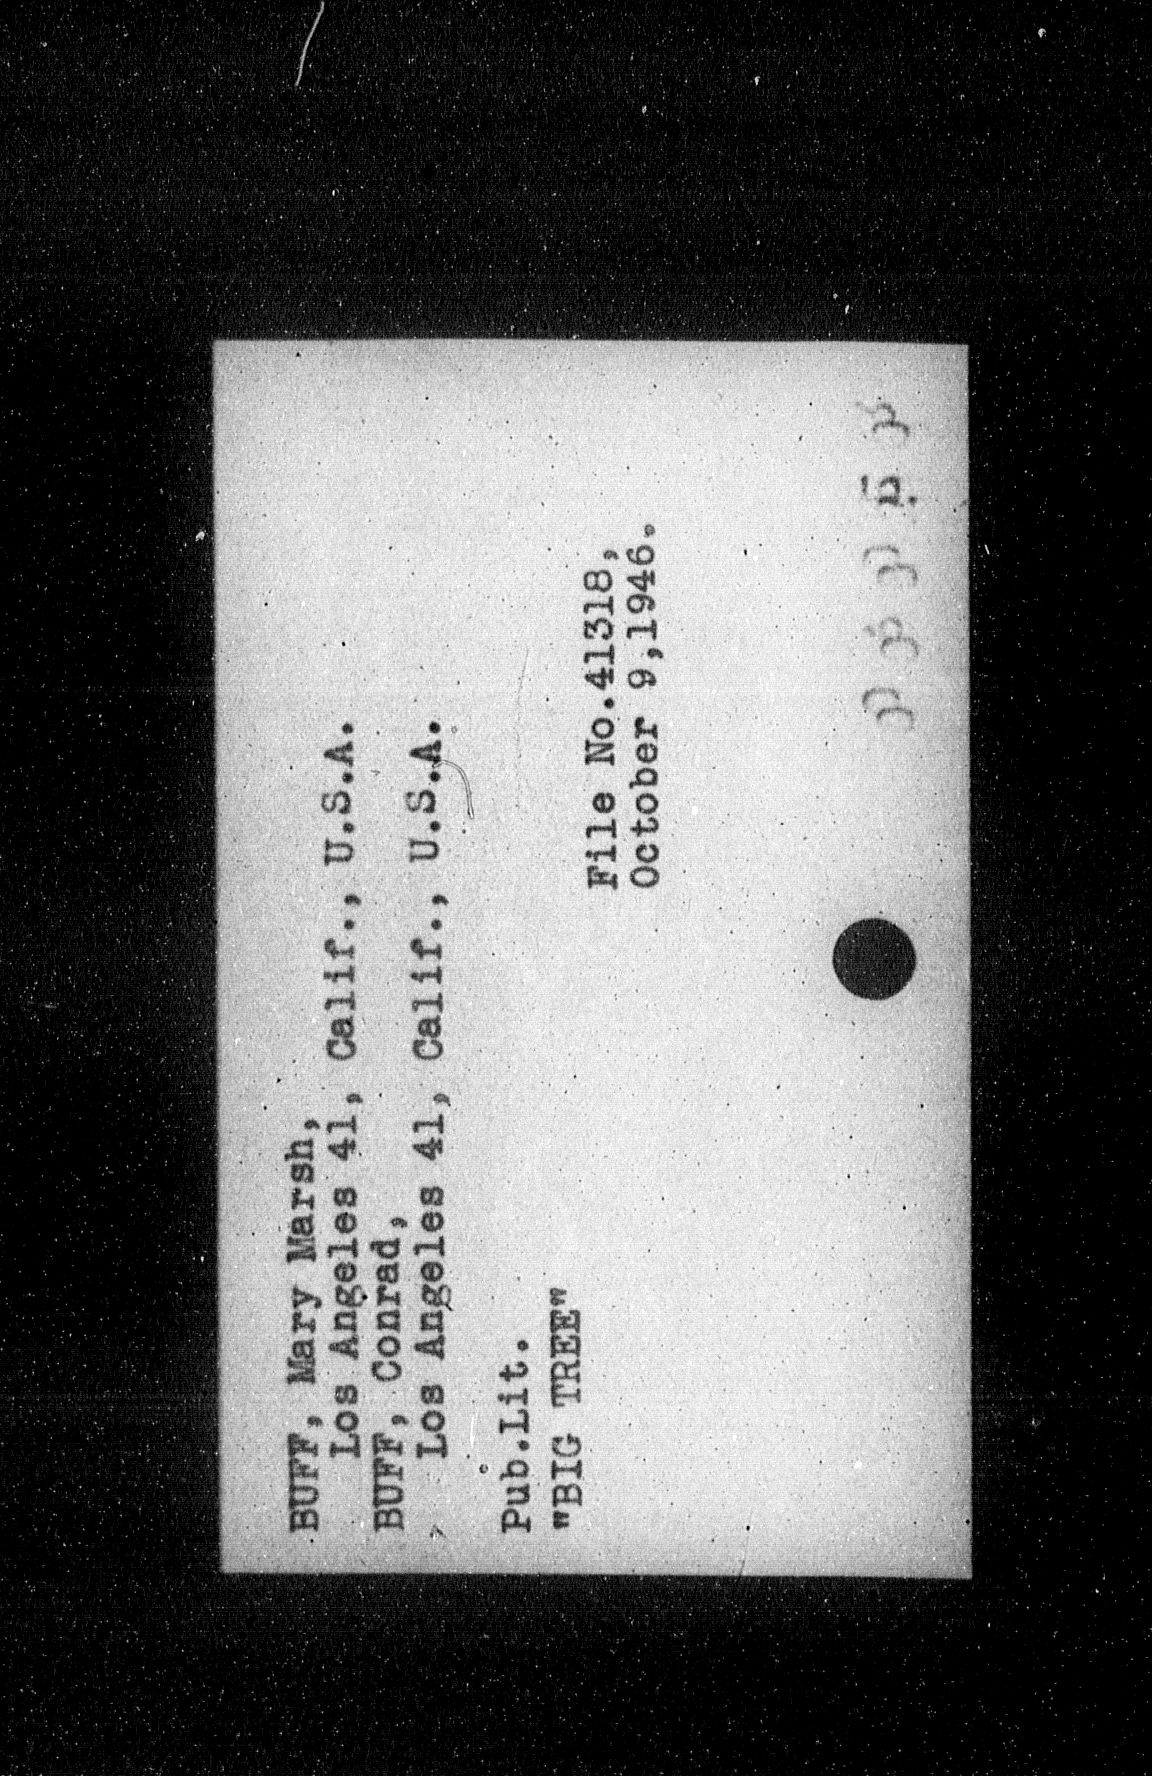 BUFF, Mary Marsh,
Los Angeles 41, Calif., U.S.A.
BUFF, Conrad,
Los Angeles 41, Calif., U.S.A.
Pub.Lit.
"BIG TREE"
File No.41318,
October 9,1946.